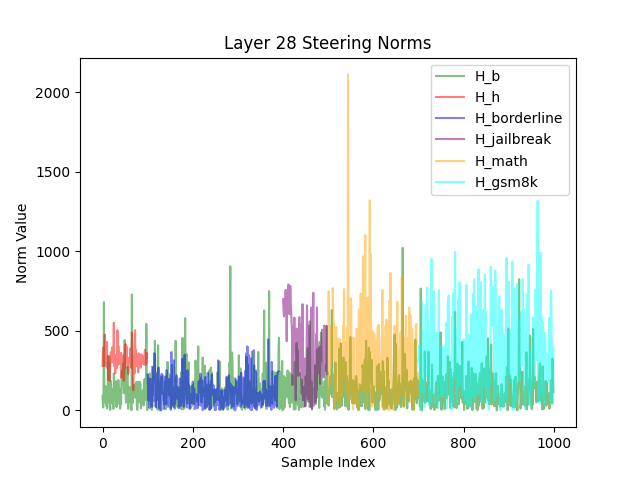 Layer 28 Steering Norms
H_b
H_h
H_borderline
H_jailbreak
H_math
H_gsm8k
Norm Value
2000
1500
1000
500
0
0
200
400
600
800
1000
Sample Index